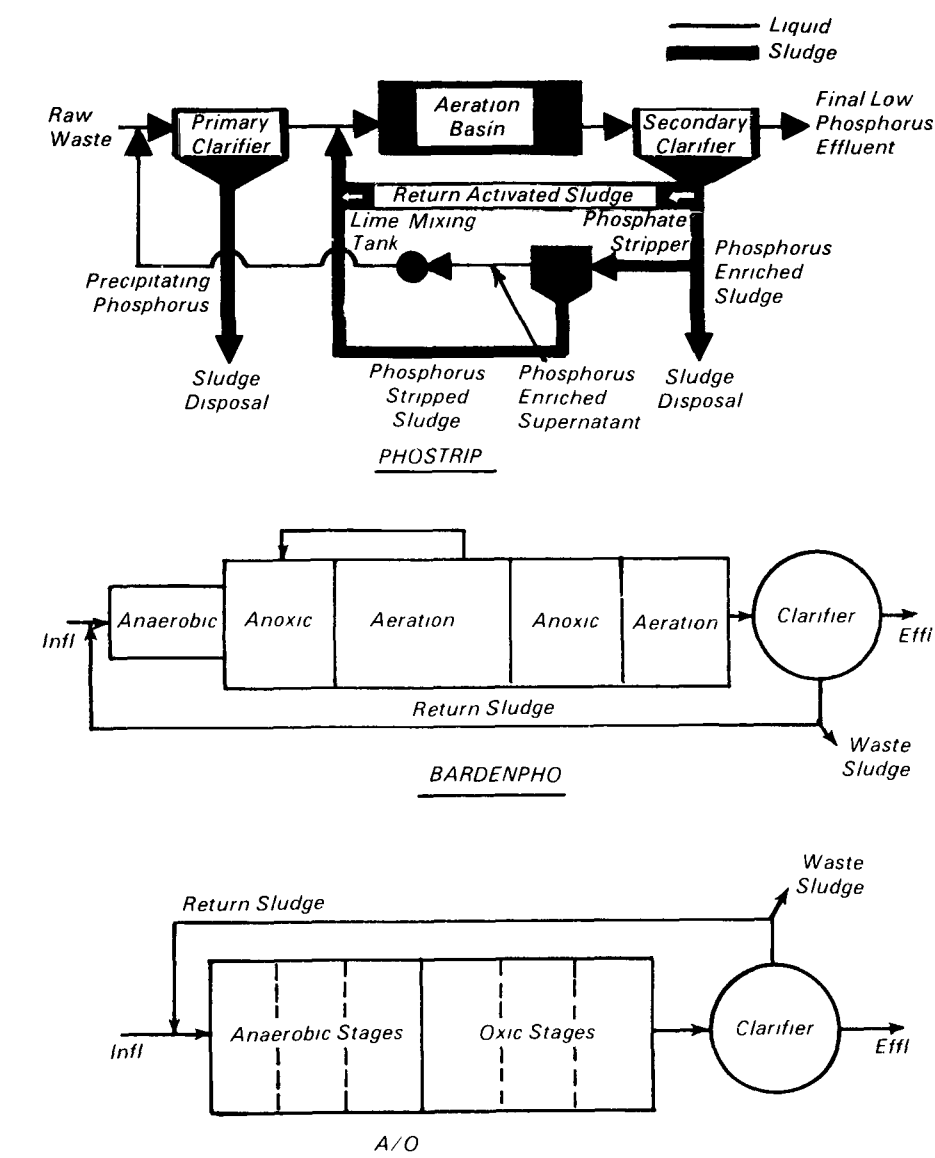 Liquid
Sludge
Raw
Waste
Primary
Clarifier
Aeration
Basin
Secondary
Clarifier
Final Low
Phosphorus
Effluent
Return Activated Sludge
Lime Mixing
Tank
Phosphate
Stripper
Phosphorus
Enriched
Sludge
Precipitating
Phosphorus
Sludge
Disposal
Phosphorus
Stripped
Sludge
Phosphorus
Enriched
Supernatant
Sludge
Disposal
PHOSTRIP
Infl
Anaerobic
Anoxic
Aeration
Anoxic
Aeration
Clarifier
Effi
Return Sludge
Waste
Sludge
BARDENPHO
Waste
Sludge
Return Sludge
Infl
Anaerobic Stages
Oxic Stages
Clarifier
Effl
A/O